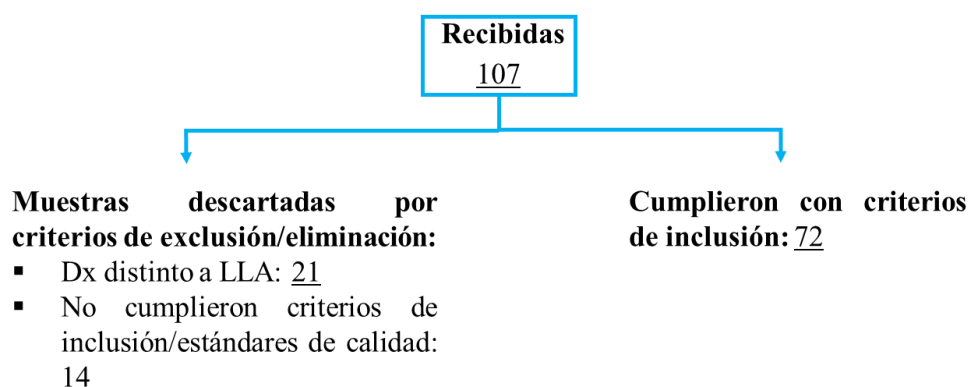 Recibidas
107
Muestras descartadas por
criterios de exclusión/eliminación:
▪ Dx distinto a LLA: 21
▪ No cumplieron criterios de
inclusión/estándares de calidad:
14
Cumplieron con criterios
de inclusión: 72